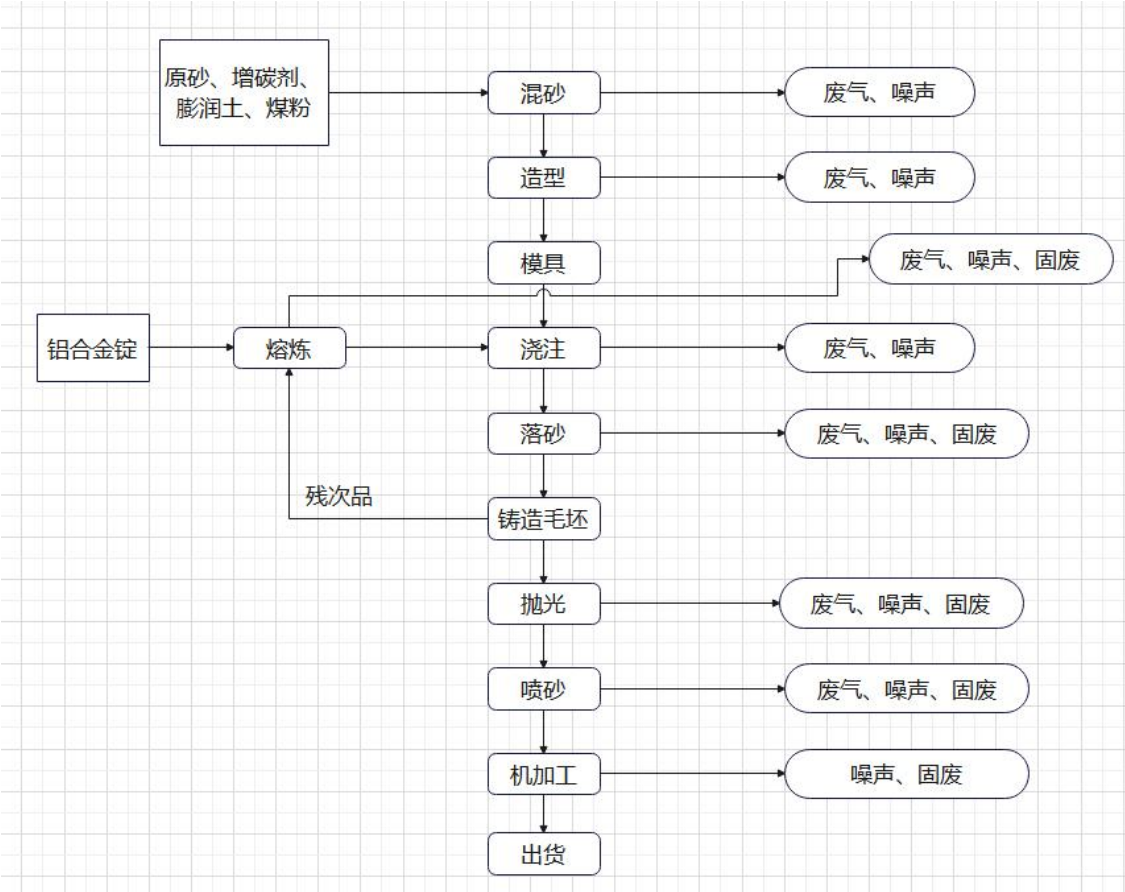 原砂、增碳剂、
膨润土、煤粉
混砂
废气、噪声
造型
废气、噪声
模具
废气、噪声、固废
铝合金锭
熔炼
浇注
废气、噪声
落砂
废气、噪声、固废
残次品
铸造毛坯
抛光
废气、噪声、固废
喷砂
废气、噪声、固废
机加工
噪声、固废
出货